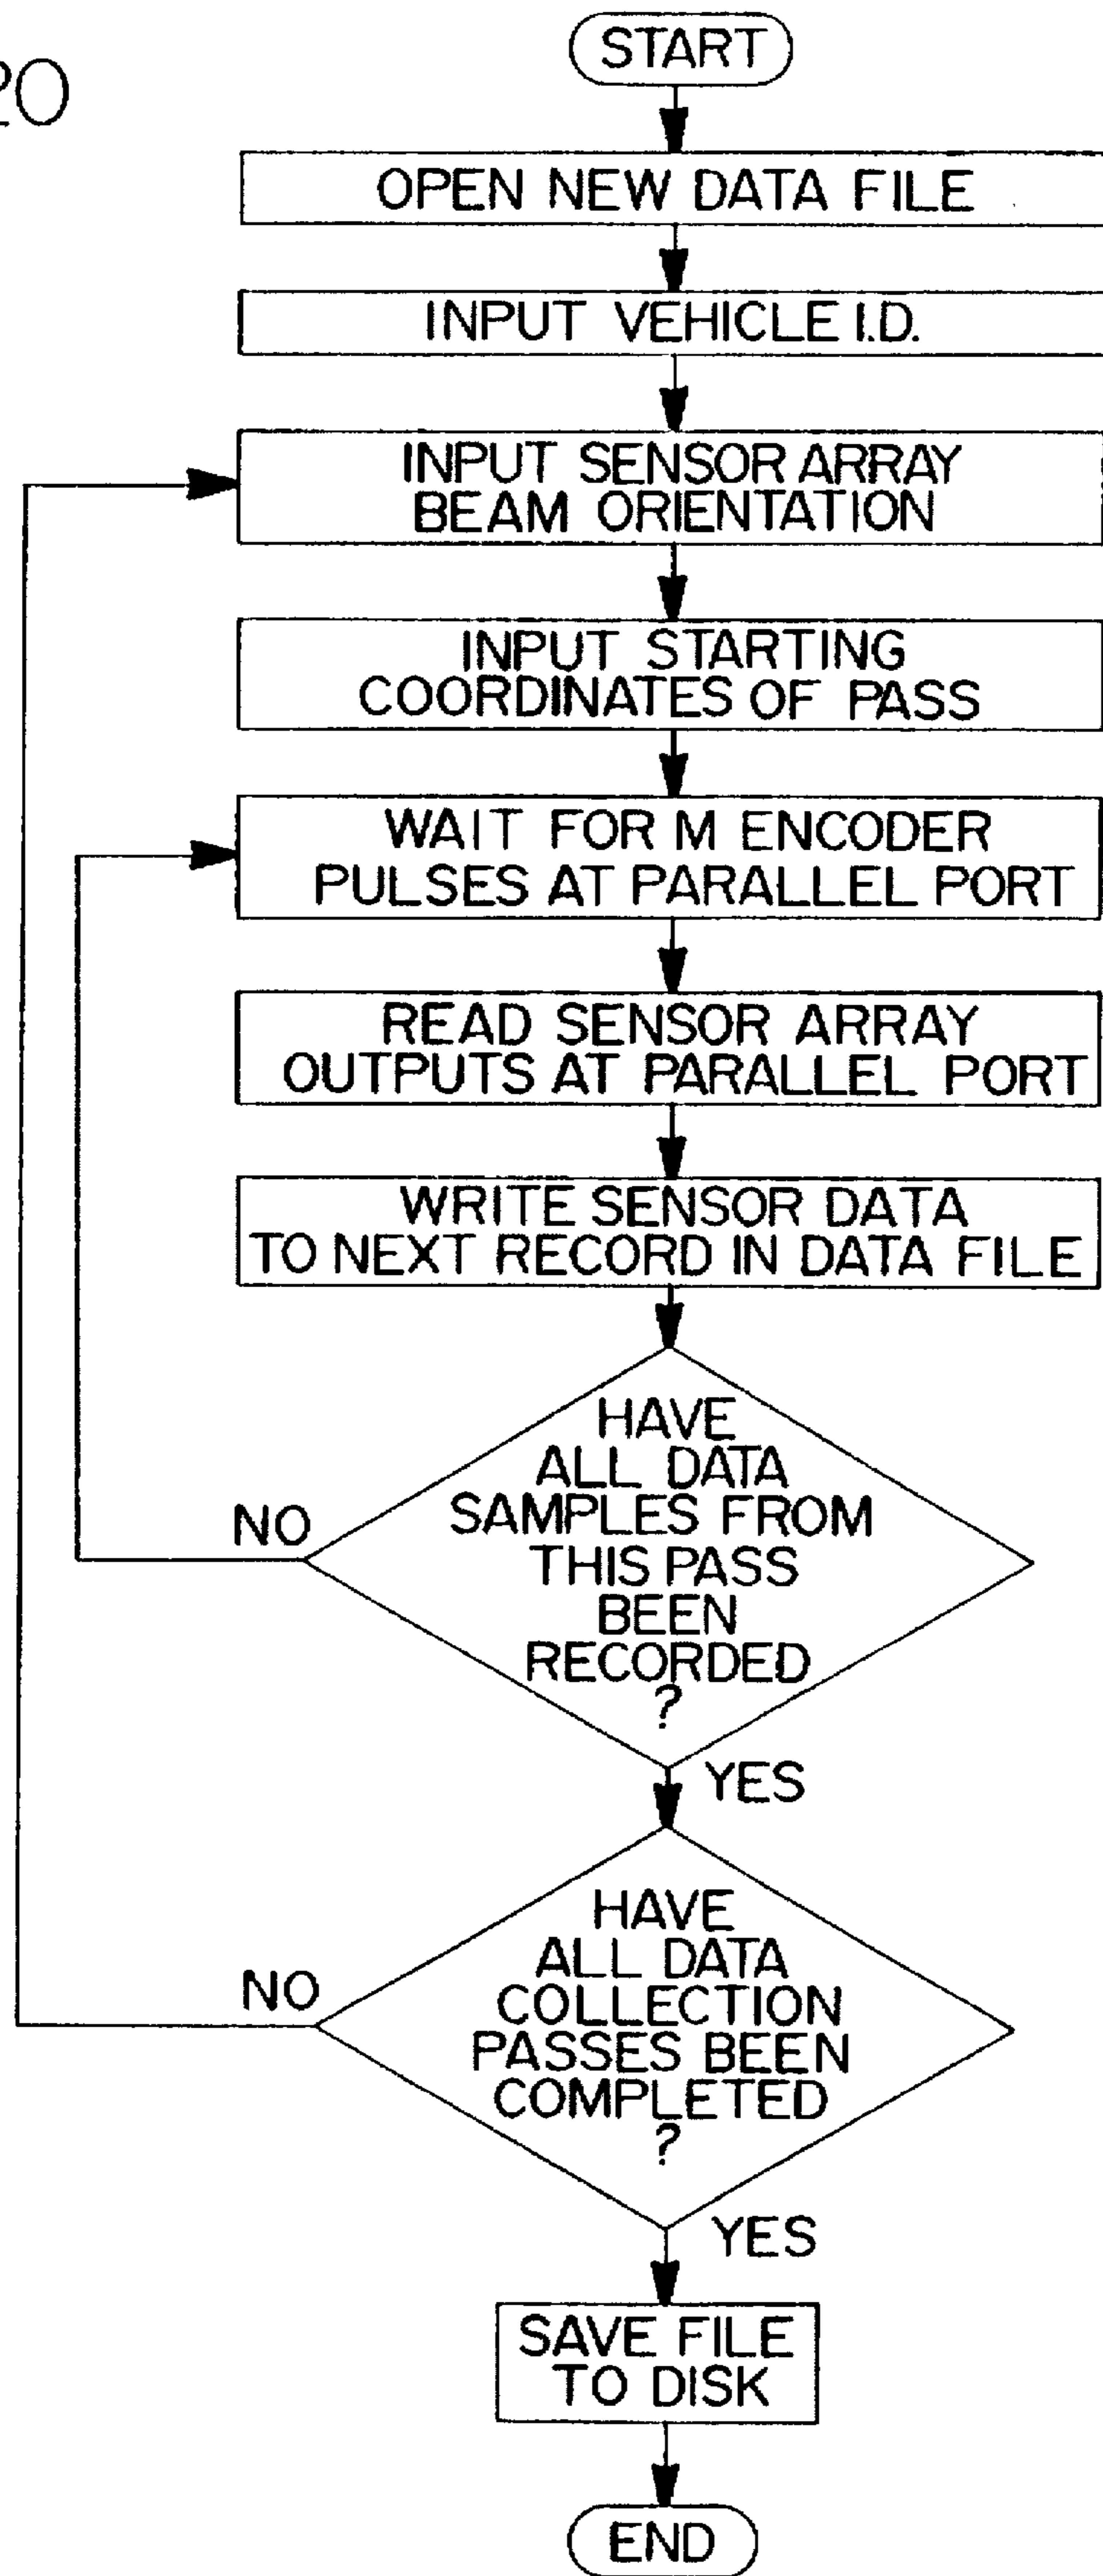 20
START
OPEN NEW DATA FILE
INPUT VEHICLE I.D.
INPUT SENSOR ARRAY
BEAM ORIENTATION
INPUT STARTING
COORDINATES OF PASS
WAIT FOR M ENCODER
PULSES AT PARALLEL PORT
READ SENSOR ARRAY
OUTPUTS AT PARALLEL PORT
WRITE SENSOR DATA
TO NEXT RECORD IN DATA FILE
HAVE
ALL DATA
SAMPLES FROM
THIS PASS
BEEN
RECORDED
?
NO
YES
HAVE
ALL DATA
COLLECTION
PASSES BEEN
COMPLETED
?
NO
YES
SAVE FILE
TO DISK
END